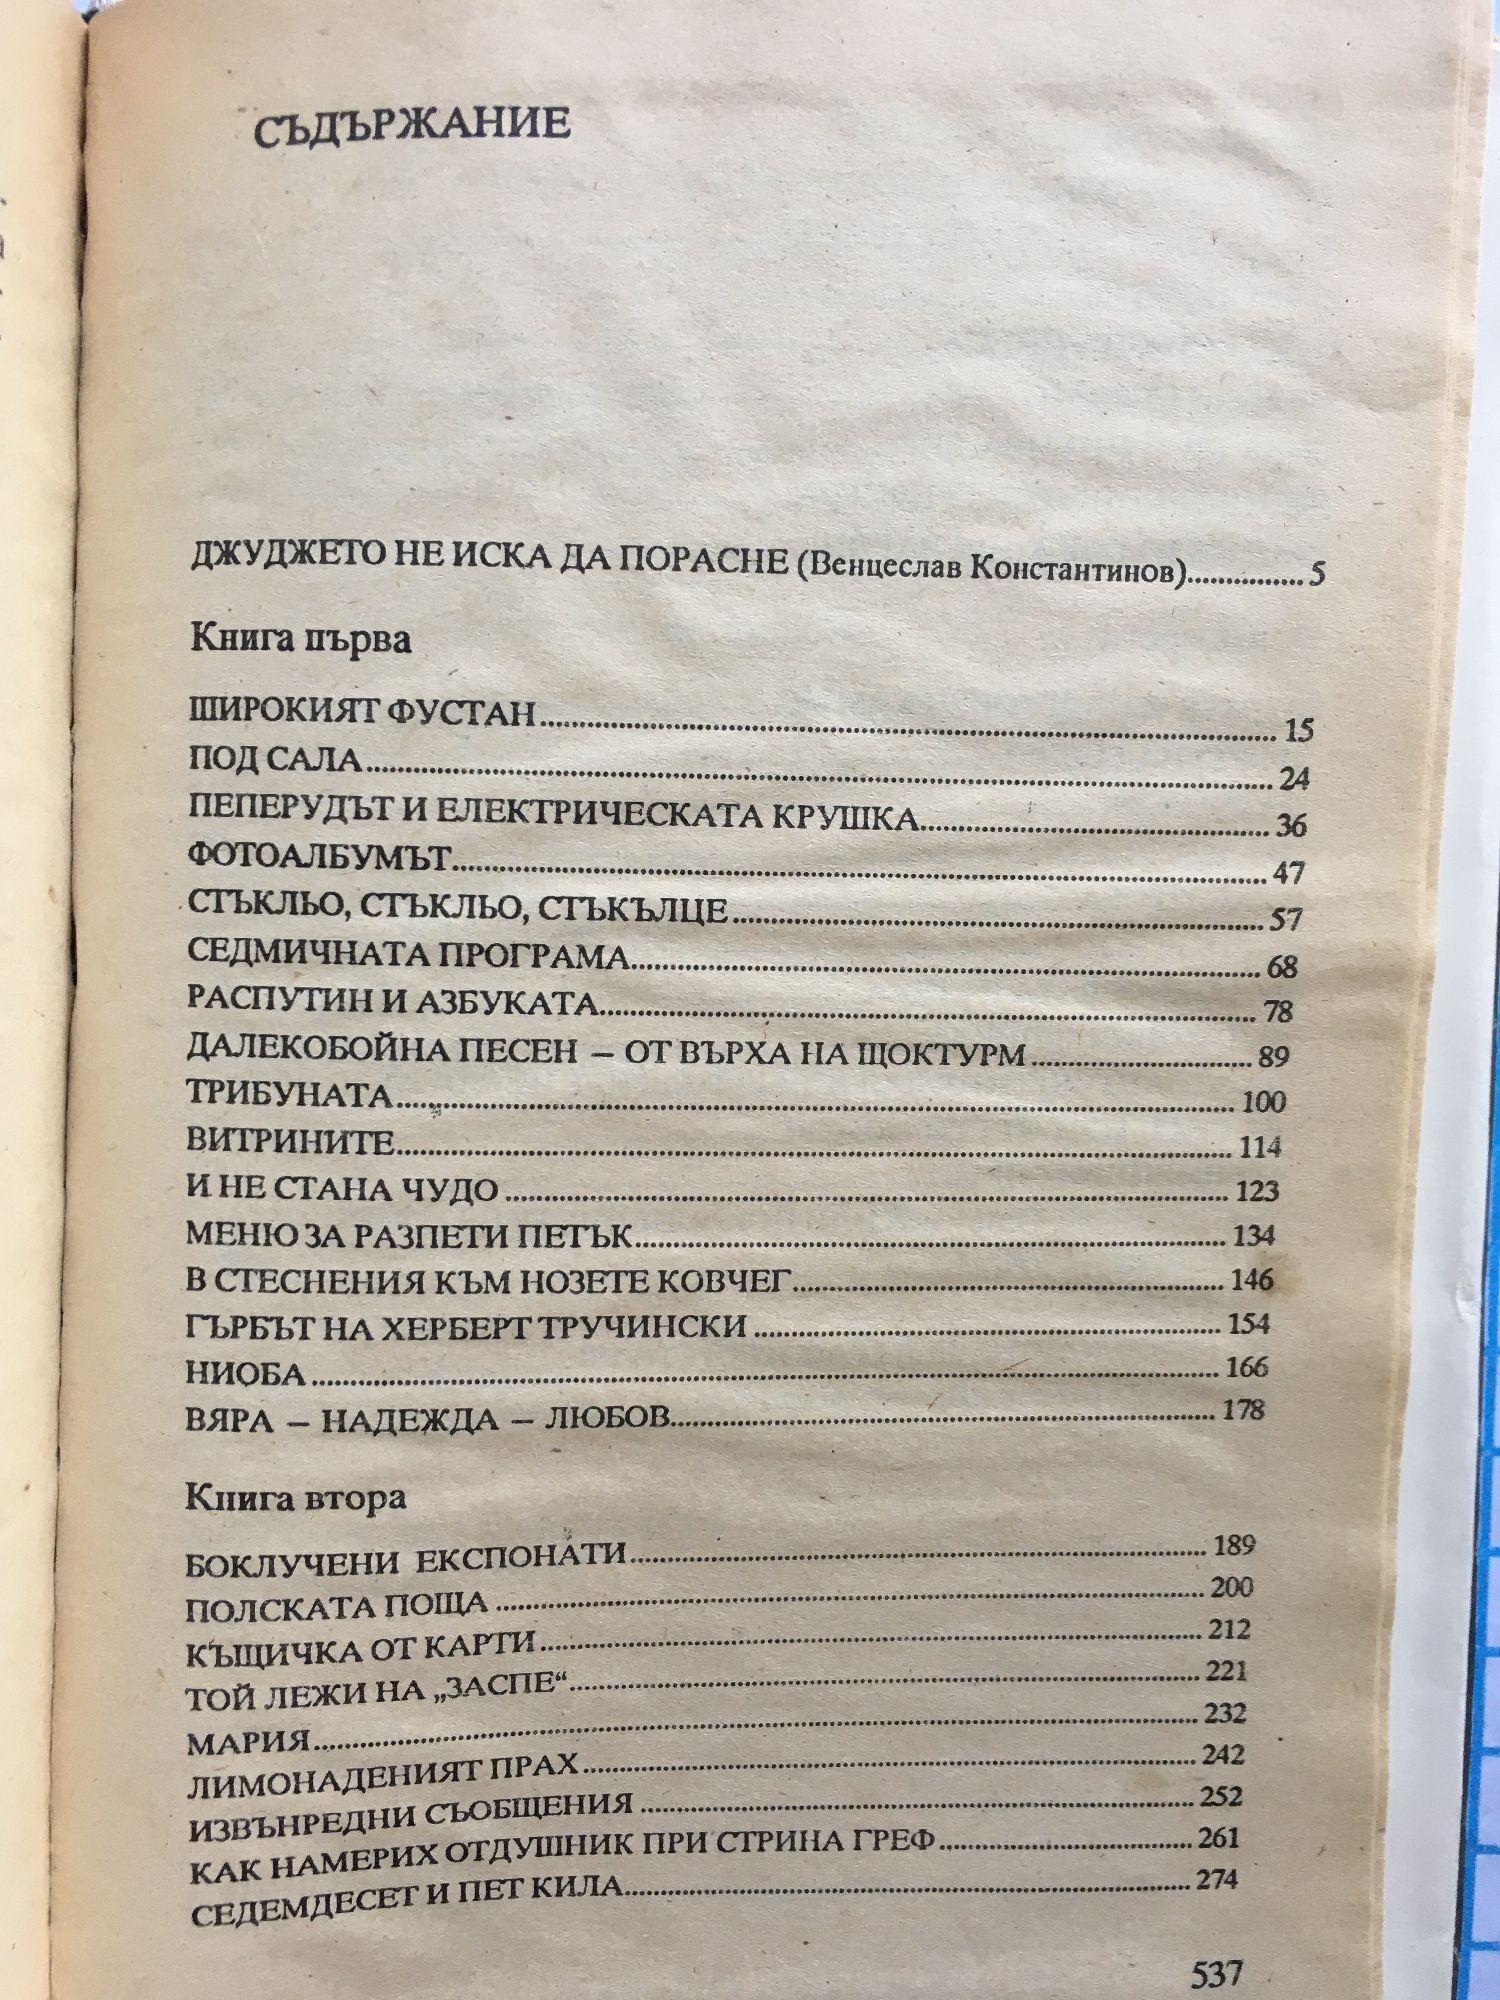 СЪДЪРЖАНИЕ
ДЖУДЖЕТО НЕ ИСКА ДА ПОРАСНЕ (Венцеслав Константинов)............... 5
Книга първа
ШИРОКИЯТ ФУСТАН............... 15
ПОД САЛА............... 24
ПЕПЕРУДЪТ И ЕЛЕКТРИЧЕСКАТА КРУШКА............... 36
ФОТОАЛБУМЪТ............... 47
СТЪКЛЬО, СТЪКЛЬО, СТЪКЪЛЦЕ............... 57
СЕДМИЧНАТА ПРОГРАМА............... 68
РАСПУТИН И АЗБУКАТА............... 78
ДАЛЕКОБОЙНА ПЕСЕН – ОТ ВЪРХА НА ЩОКТУРМ............... 89
ТРИБУНАТА............... 100
ВИТРИНИТЕ............... 114
И НЕ СТАНА ЧУДО............... 123
МЕНЮ ЗА РАЗПЕТИ ПЕТЪК............... 134
В СТЕСНЕНИЯ КЪМ НОЗЕТЕ КОВЧЕГ............... 146
ГЪРБЪТ НА ХЕРБЕРТ ТРУЧИНСКИ............... 154
НИОБА............... 166
ВЯРА – НАДЕЖДА – ЛЮБОВ............... 178
Книга втора
БОКЛУЧЕНИ ЕКСПОНАТИ............... 189
ПОЛСКАТА ПОЩА............... 200
КЪЩИЧКА ОТ КАРТИ............... 212
ТОЙ ЛЕЖИ НА „ЗАСПЕ“............... 221
МАРИЯ............... 232
ЛИМОНАДЕНИЯТ ПРАХ............... 242
ИЗВЪНРЕДНИ СЪОБЩЕНИЯ............... 252
КАК НАМЕРИХ ОТДУШНИК ПРИ СТРИНА ГРЕФ............... 261
СЕДЕМДЕСЕТ И ПЕТ КИЛА............... 274
537